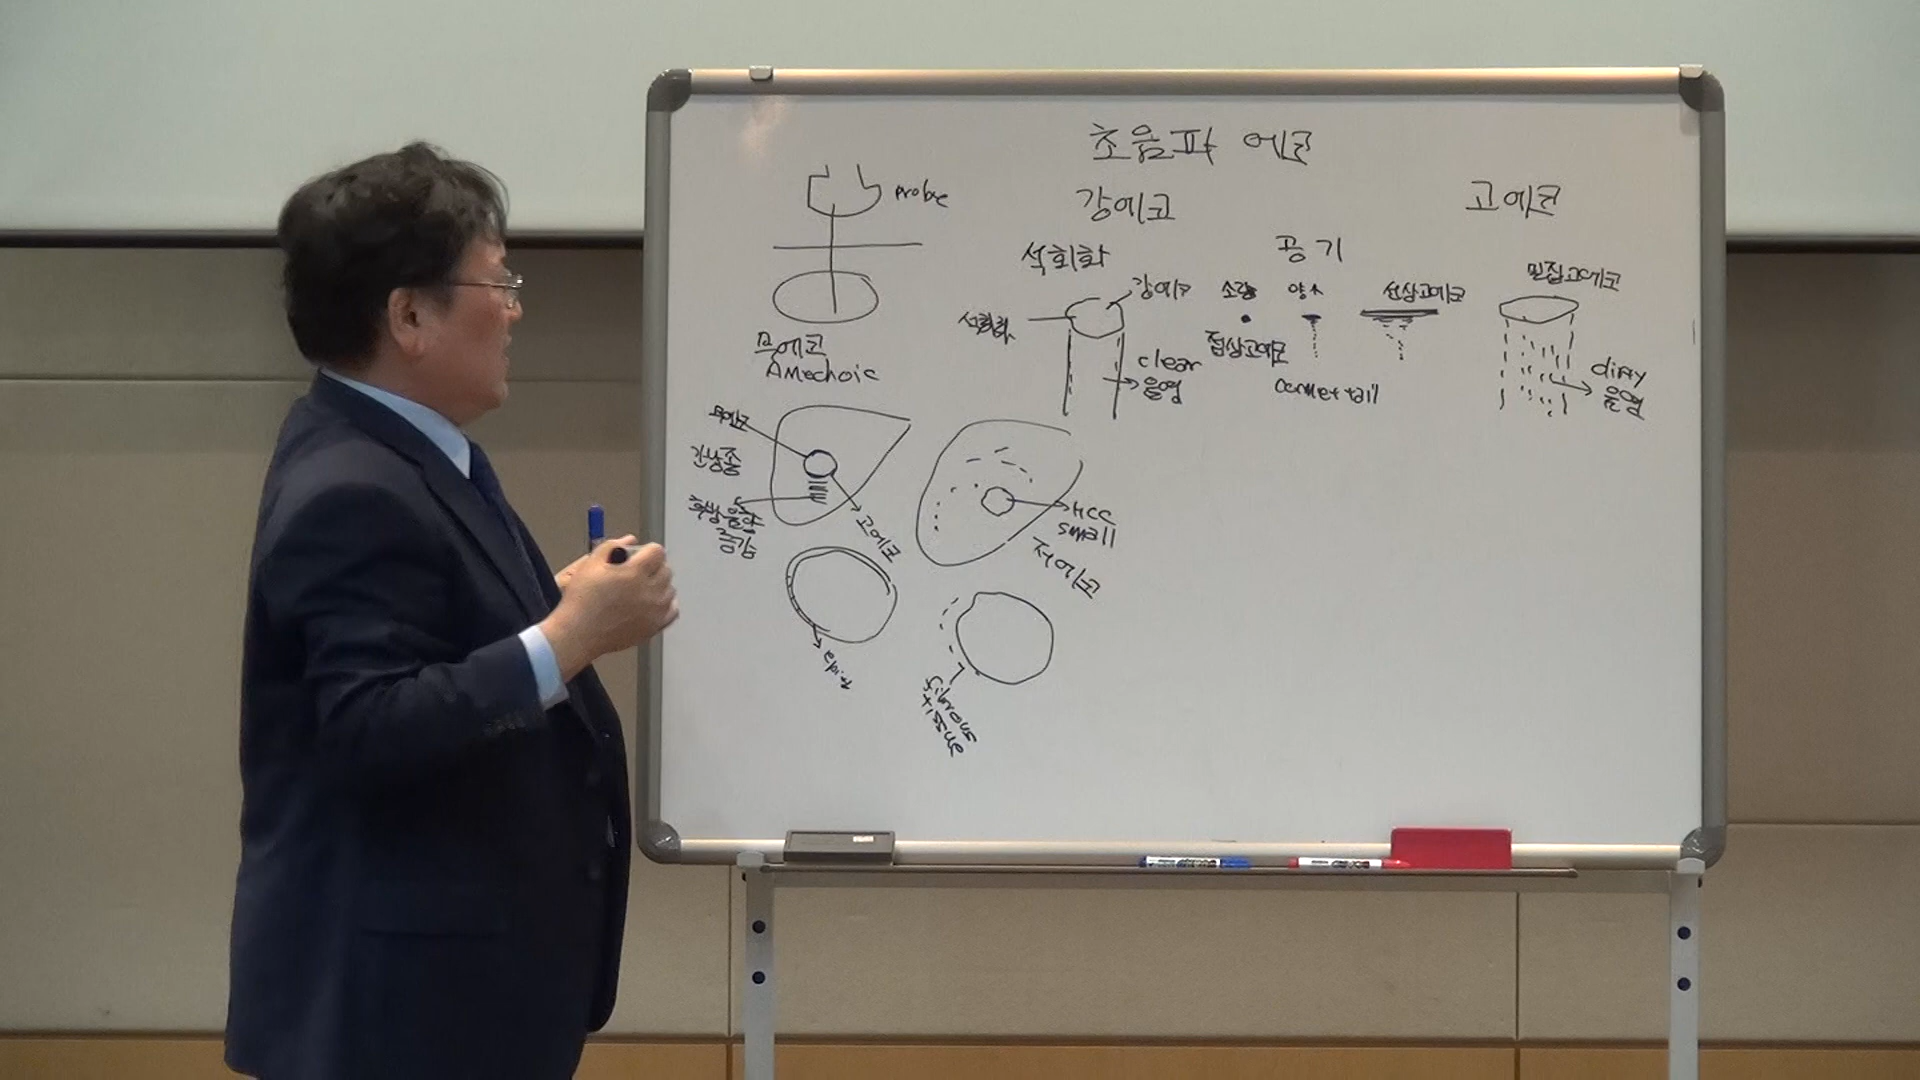 초음파 에코
probe
강에코
고에코
석회화
공기
강에코
소량
양↑
선상고에코
밀집고에코
석회화
점상고에코
clear
음영
comet tail
dirty
음영
무에코
Anechoic
무에코
간낭종
후방음향
증강
고에코
HCC
small
저에코
fibrous
tissue